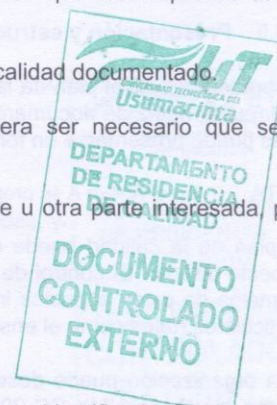 calidad documentado.
era ser necesario que se
e u otra parte interesada, p
UT
UNIVERSIDAD TECNOLÓGICA DEL
Usumacinta
DEPARTAMENTO
DE RESIDENCIA
DE CALIDAD
DOCUMENTO
CONTROLADO
EXTERNO